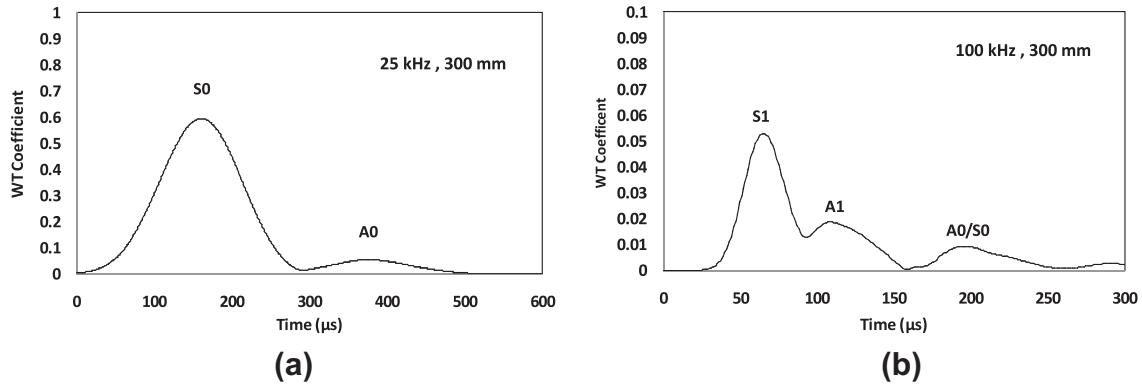 1
0.9
0.8
0.7
0.6
0.5
0.4
0.3
0.2
0.1
0
WT Coefficient
25 kHz , 300 mm
S0
A0
0 100 200 300 400 500 600
Time (µs)
(a)
0.1
0.09
0.08
0.07
0.06
0.05
0.04
0.03
0.02
0.01
0
WT Coefficent
100 kHz , 300 mm
S1
A1
A0/S0
0 50 100 150 200 250 300
Time (µs)
(b)